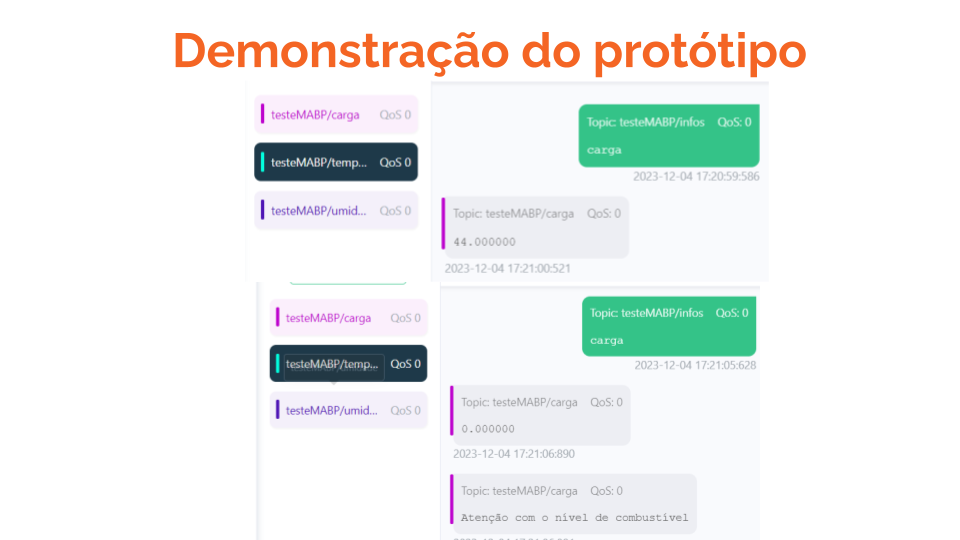 Demonstração do protótipo
testeMABP/carga QoS 0
testeMABP/temp... QoS 0
testeMABP/umid... QoS 0
Topic: testeMABP/infos QoS: 0
carga
2023-12-04 17:20:59:586
Topic: testeMABP/carga QoS: 0
44.000000
2023-12-04 17:21:00:521
testeMABP/carga QoS 0
testeMABP/temp... QoS 0
testeMABP/umid... QoS 0
Topic: testeMABP/infos QoS: 0
carga
2023-12-04 17:21:05:628
Topic: testeMABP/carga QoS: 0
0.000000
2023-12-04 17:21:06:890
Topic: testeMABP/carga QoS: 0
Atenção com o nível de combustível